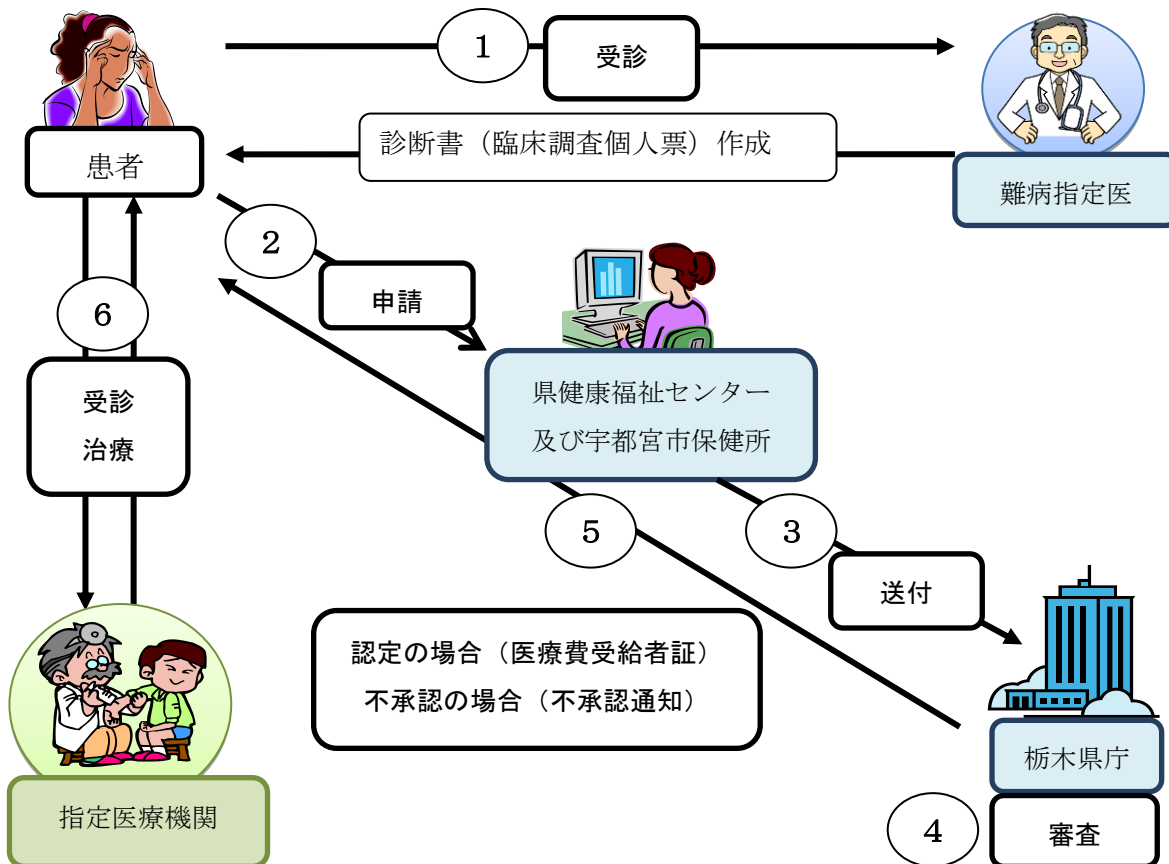 1
受診
診断書（臨床調査個人票）作成
患者
難病指定医
2
申請
6
受診
治療
県健康福祉センター
及び宇都宮市保健所
5
3
送付
認定の場合（医療費受給者証）
不承認の場合（不承認通知）
栃木県庁
指定医療機関
4
審査